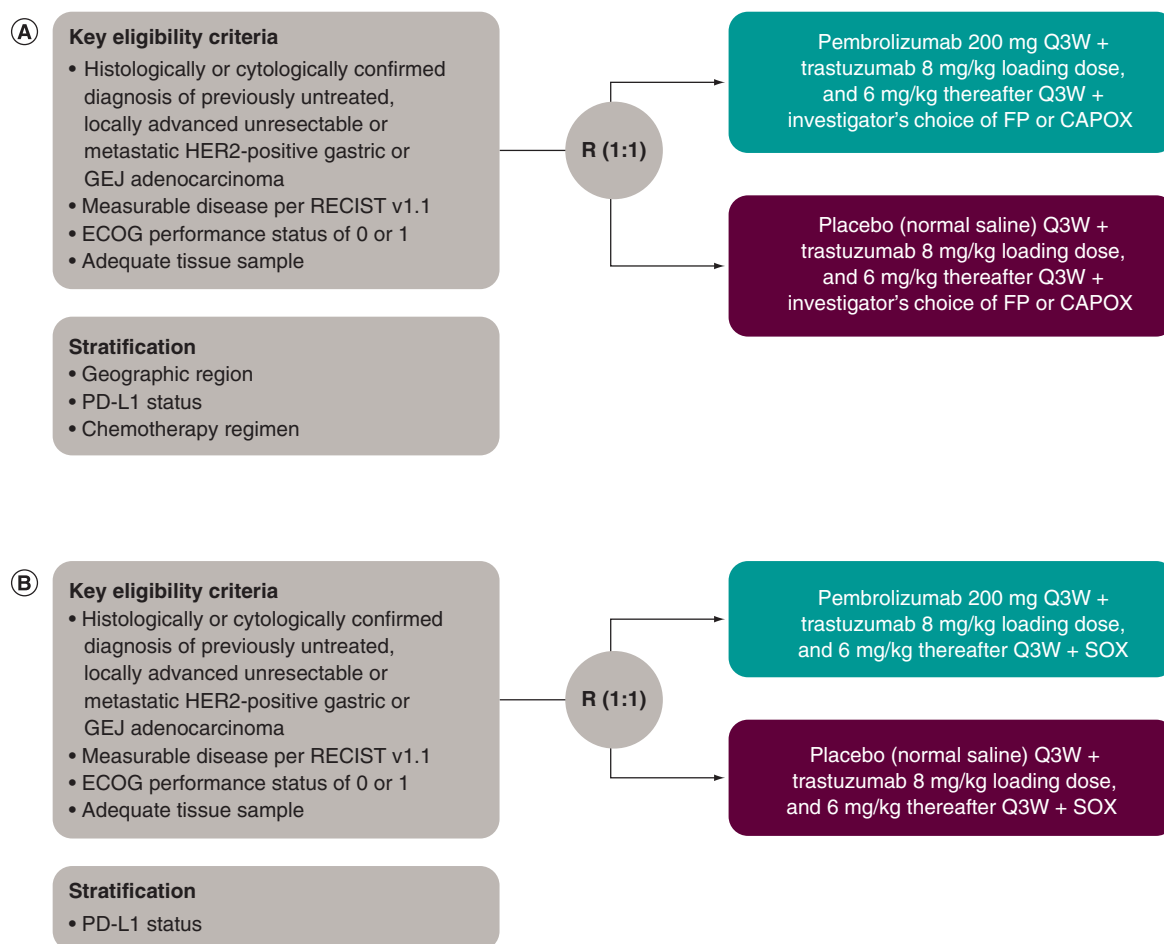 A
Key eligibility criteria
• Histologically or cytologically confirmed
diagnosis of previously untreated,
locally advanced unresectable or
metastatic HER2-positive gastric or
GEJ adenocarcinoma
• Measurable disease per RECIST v1.1
• ECOG performance status of 0 or 1
• Adequate tissue sample
R (1:1)
Pembrolizumab 200 mg Q3W +
trastuzumab 8 mg/kg loading dose,
and 6 mg/kg thereafter Q3W +
investigator's choice of FP or CAPOX
Placebo (normal saline) Q3W +
trastuzumab 8 mg/kg loading dose,
and 6 mg/kg thereafter Q3W +
investigator's choice of FP or CAPOX
Stratification
• Geographic region
• PD-L1 status
• Chemotherapy regimen
B
Key eligibility criteria
• Histologically or cytologically confirmed
diagnosis of previously untreated,
locally advanced unresectable or
metastatic HER2-positive gastric or
GEJ adenocarcinoma
• Measurable disease per RECIST v1.1
• ECOG performance status of 0 or 1
• Adequate tissue sample
R (1:1)
Pembrolizumab 200 mg Q3W +
trastuzumab 8 mg/kg loading dose,
and 6 mg/kg thereafter Q3W + SOX
Placebo (normal saline) Q3W +
trastuzumab 8 mg/kg loading dose,
and 6 mg/kg thereafter Q3W + SOX
Stratification
• PD-L1 status